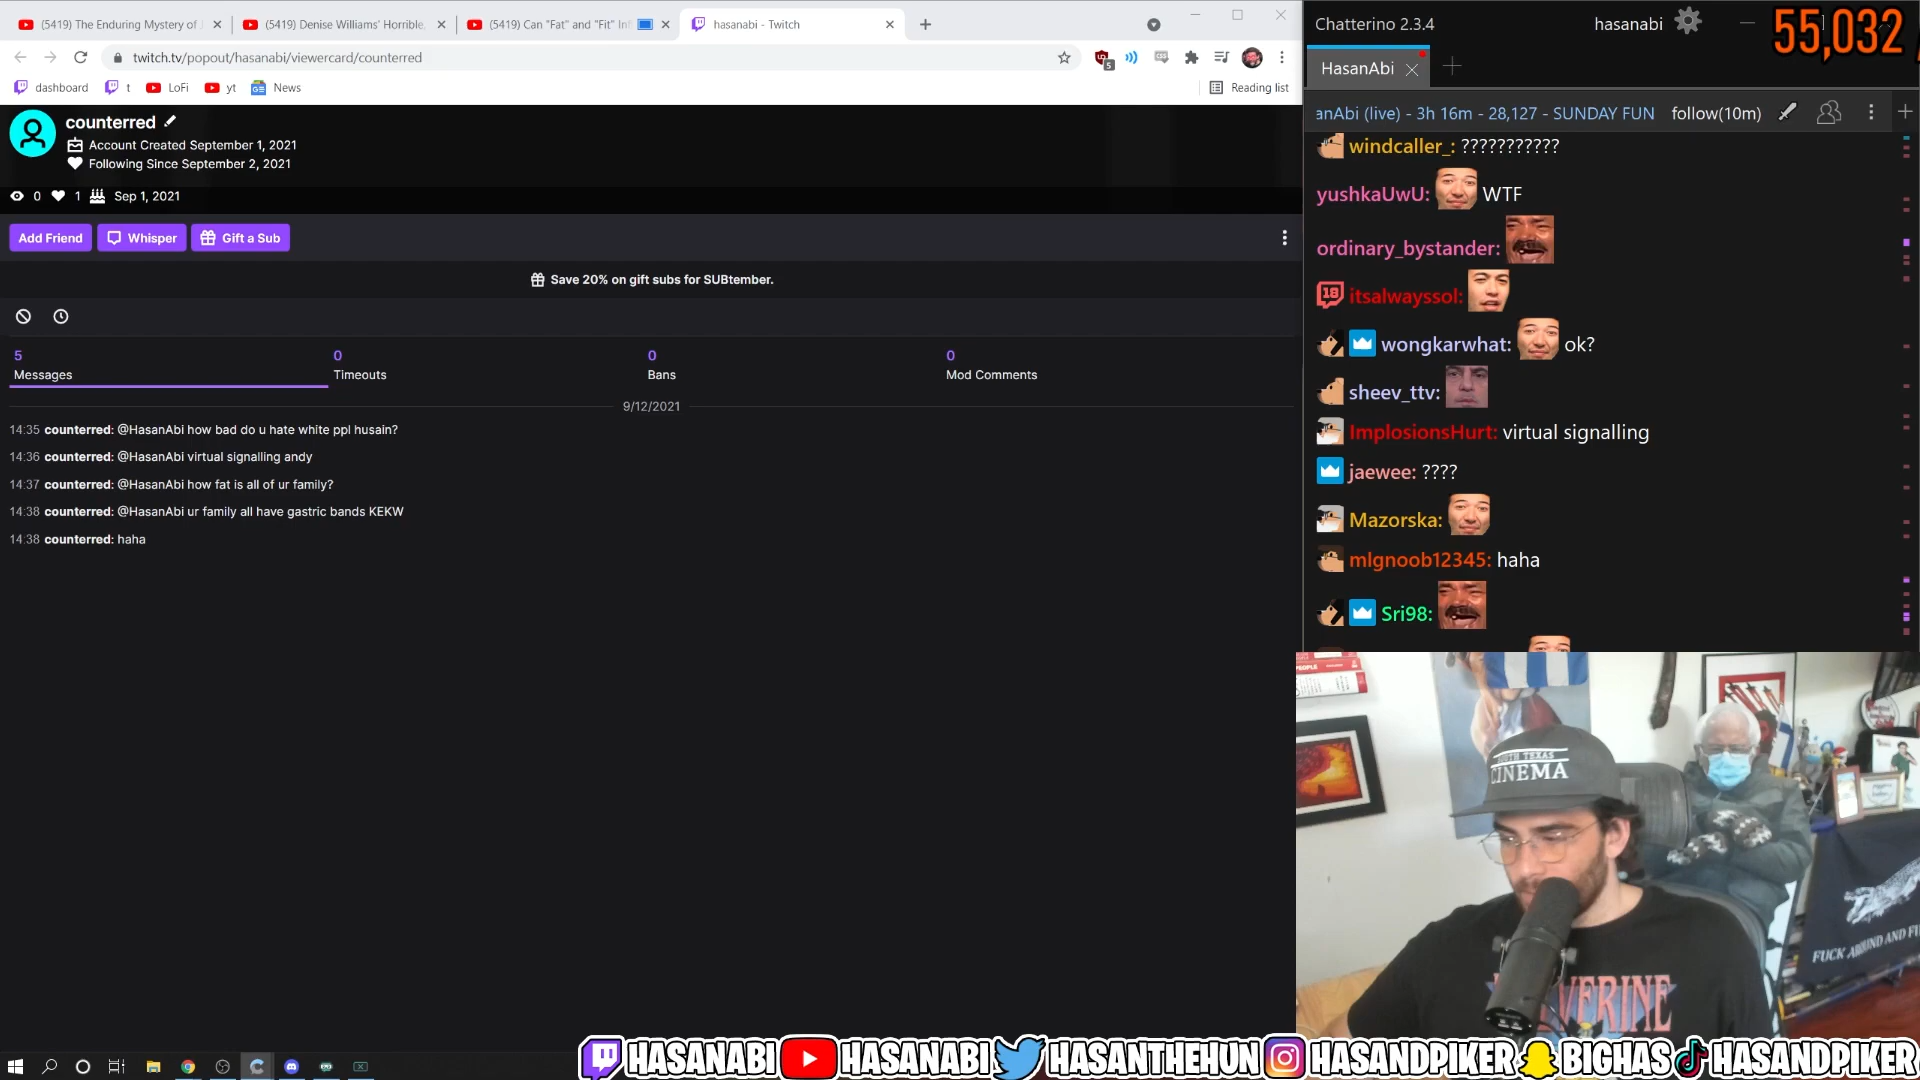 (5419) The Enduring Mystery of
(5419) Denise Williams' Horrible,
(5419) Can "Fat" and "Fit" In
hasanabi - Twitch
twitch.tv/popout/hasanabi/viewercard/counterred
5
dashboard
t
LoFi
yt
News
Reading list
counterred
Account Created September 1, 2021
Following Since September 2, 2021
0 1 Sep 1, 2021
Add Friend
Whisper
Gift a Sub
Save 20% on gift subs for SUBtember.
5 0 0 0
Messages Timeouts Bans Mod Comments
9/12/2021
14:35 counterred: @HasanAbi how bad do u hate white ppl husain?
14:36 counterred: @HasanAbi virtual signalling andy
14:37 counterred: @HasanAbi how fat is all of ur family?
14:38 counterred: @HasanAbi ur family all have gastric bands KEKW
14:38 counterred: haha
Chatterino 2.3.4
hasanabi
55,032
HasanAbi
anAbi (live) - 3h 16m - 28,127 - SUNDAY FUN
follow(10m)
windcaller_: ???????????
yushkaUwU: WTF
ordinary_bystander:
18 itsalwayssol:
wongkarwhat: ok?
sheev_ttv:
ImplosionsHurt: virtual signalling
jaewee: ????
Mazorska:
mlgnoob12345: haha
Sri98:
PEOPLE
SOUTH TEXAS
CINEMA
FUCK AROUND AND
HASANABI
HASANABI
HASANTHEHUN
HASANDPIKER
BIGHAS
HASANDPIKER